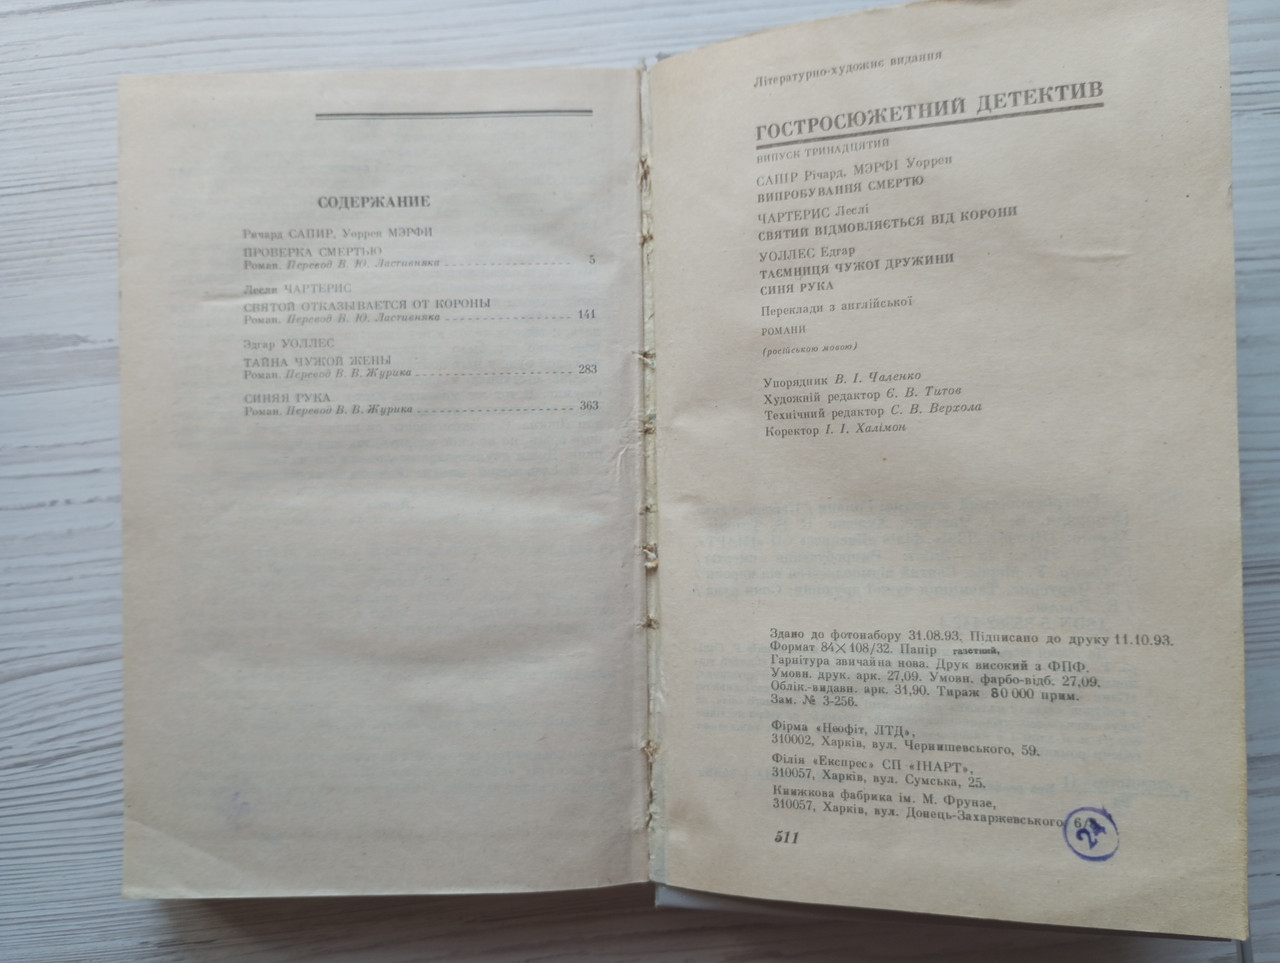 СОДЕРЖАНИЕ
Ричард САПИР, Уоррен МЭРФИ
ПРОВЕРКА СМЕРТЬЮ
Роман. Перевод В. Ю. Ластивняка 5
Лесли ЧАРТЕРИС
СВЯТОЙ ОТКАЗЫВАЕТСЯ ОТ КОРОНЫ
Роман. Перевод В. Ю. Ластивняка 141
Эдгар УОЛЛЕС
ТАЙНА ЧУЖОЙ ЖЕНЫ
Роман. Перевод В. В. Журика 283
СИНЯЯ РУКА
Роман. Перевод В. В. Журика 363
Літературно-художнє видання
ГОСТРОСЮЖЕТНИЙ ДЕТЕКТИВ
ВИПУСК ТРИНАДЦЯТИЙ
САПІР Річард, МЭРФІ Уоррен
ВИПРОБУВАННЯ СМЕРТЮ
ЧАРТЕРИС Леслі
СВЯТИЙ ВІДМОВЛЯЄТЬСЯ ВІД КОРОНИ
УОЛЛЕС Едгар
ТАЄМНИЦЯ ЧУЖОЇ ДРУЖИНИ
СИНЯ РУКА
Переклади з англійської
РОМАНИ
(російською мовою)
Упорядник В. І. Чаленко
Художній редактор Є. В. Титов
Технічний редактор С. В. Верхола
Коректор І. І. Халімон
Здано до фотонабору 31.08.93. Підписано до друку 11.10.93.
Формат 84×108/32. Папір газетний.
Гарнітура звичайна нова. Друк високий з ФПФ.
Умовн. друк. арк. 27,09. Умовн. фарбо-відб. 27,09.
Облік.-видавн. арк. 31,90. Тираж 80 000 прим.
Зам. № 3-256.
Фірма «Неофіт, ЛТД»,
310002, Харків, вул. Чернишевського, 59.
Філія «Експрес» СП «ІНАРТ»,
310057, Харків, вул. Сумська, 25.
Книжкова фабрика ім. М. Фрунзе,
310057, Харків, вул. Донець-Захаржевського,
511
24